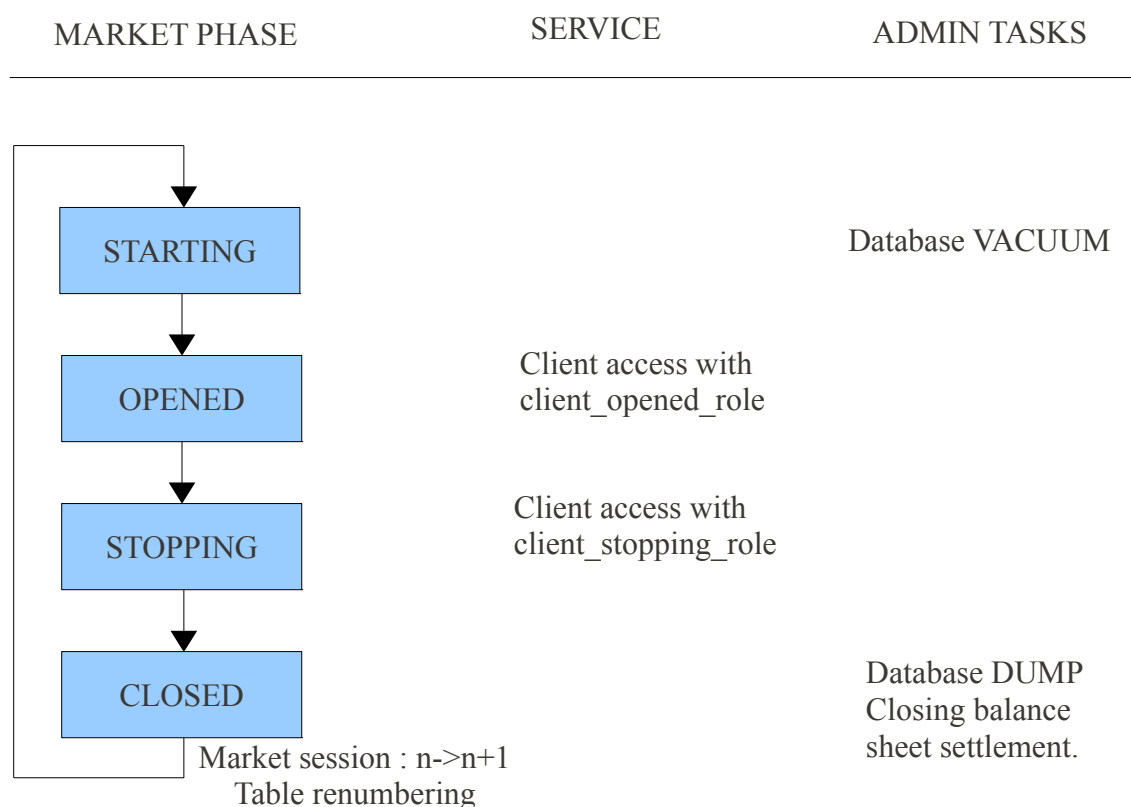 MARKET PHASE
SERVICE
ADMIN TASKS
STARTING
Database VACUUM
OPENED
Client access with
client_opened_role
STOPPING
Client access with
client_stopping_role
CLOSED
Database DUMP
Closing balance
sheet settlement.
Market session : n->n+1
Table renumbering